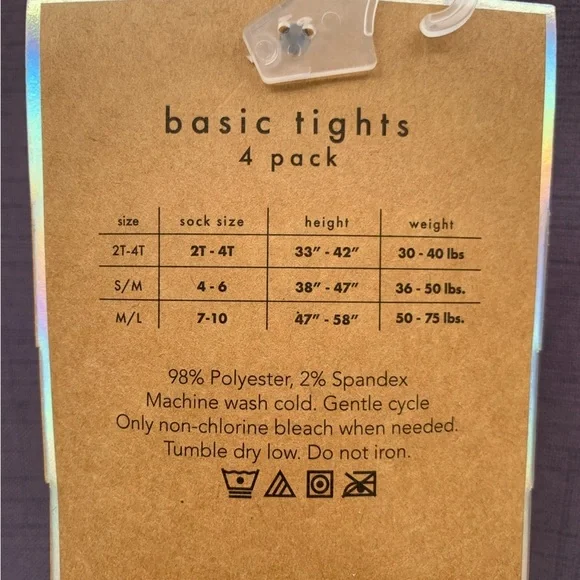 basic tights
4 pack
size sock size height weight
2T-4T 2T - 4T 33” - 42” 30 - 40 lbs
S/M 4 - 6 38” - 47” 36 - 50 lbs.
M/L 7-10 47” - 58” 50 - 75 lbs.
98% Polyester, 2% Spandex
Machine wash cold. Gentle cycle
Only non-chlorine bleach when needed.
Tumble dry low. Do not iron.